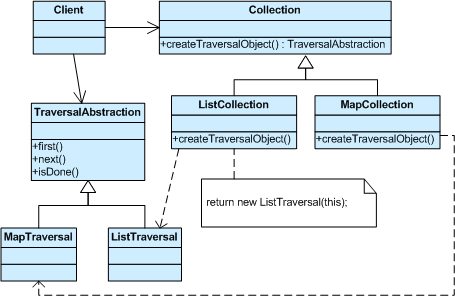 Client
Collection
+createTraversalObject() : TraversalAbstraction
TraversalAbstraction
+first()
+next()
+isDone()
ListCollection
+createTraversalObject()
MapCollection
+createTraversalObject()
return new ListTraversal(this);
MapTraversal
ListTraversal